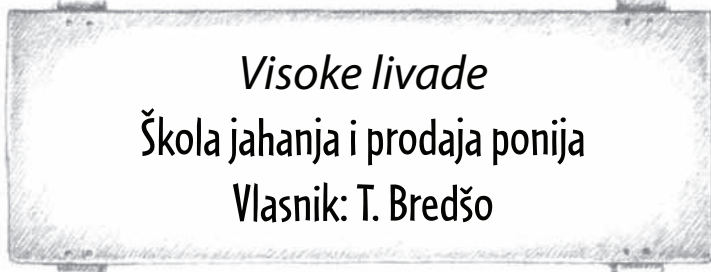 Visoke livade
Škola jahanja i prodaja ponija
Vlasnik: T. Bredšo